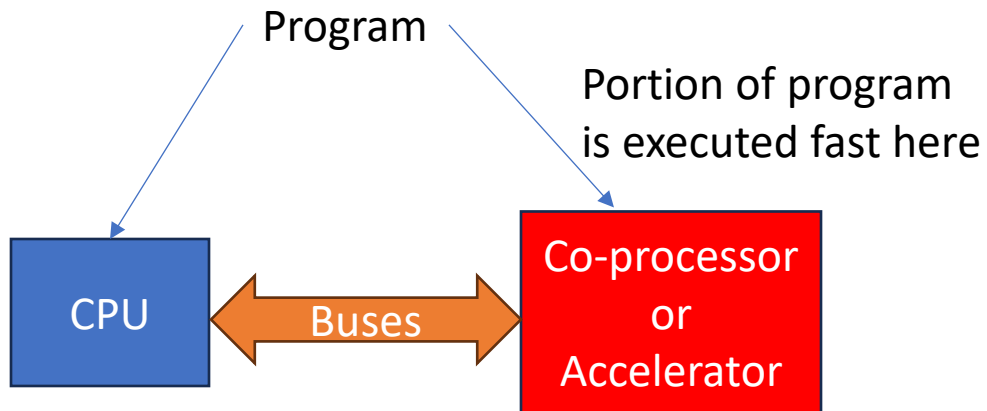 Program
Portion of program
is executed fast here
CPU
Buses
Co-processor
or
Accelerator